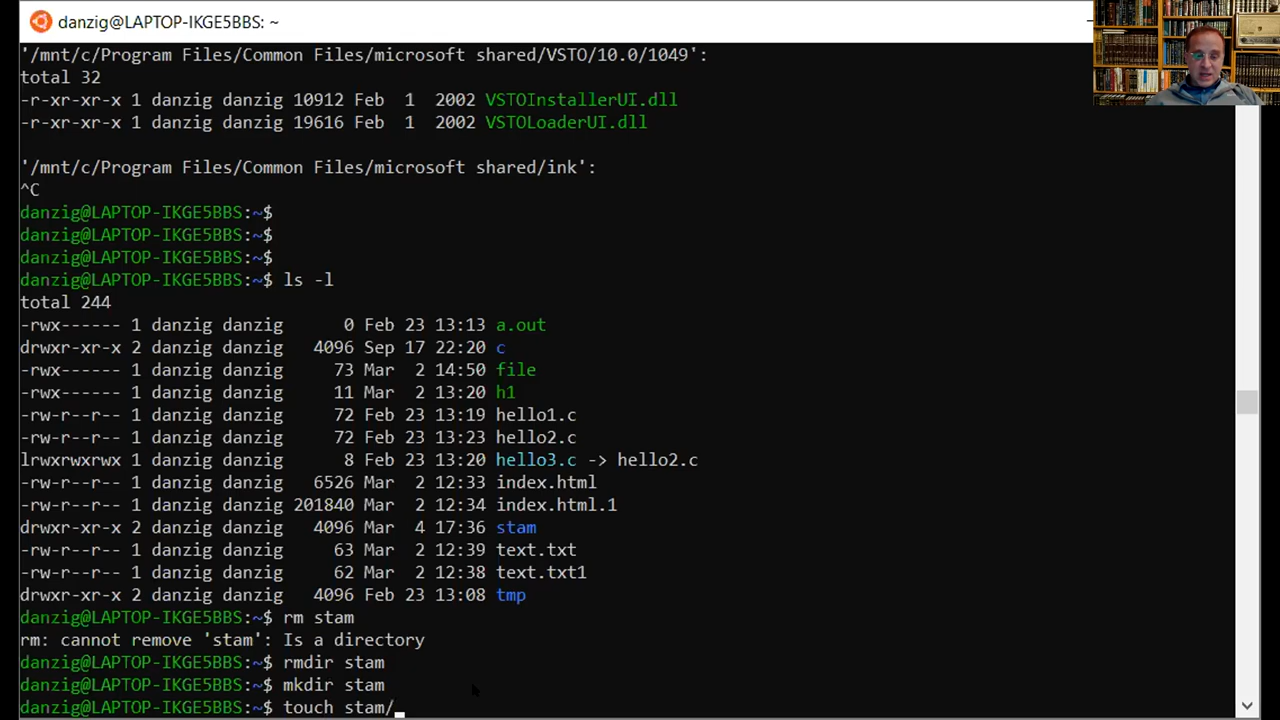 danzig@LAPTOP-IKGE5BBS: ~
'/mnt/c/Program Files/Common Files/microsoft shared/VSTO/10.0/1049':
total 32
-r-xr-xr-x 1 danzig danzig 10912 Feb  1  2002 VSTOInstallerUI.dll
-r-xr-xr-x 1 danzig danzig 19616 Feb  1  2002 VSTOLoaderUI.dll
'/mnt/c/Program Files/Common Files/microsoft shared/ink':
^C
danzig@LAPTOP-IKGE5BBS:~$
danzig@LAPTOP-IKGE5BBS:~$
danzig@LAPTOP-IKGE5BBS:~$
danzig@LAPTOP-IKGE5BBS:~$ ls -l
total 244
-rwx------ 1 danzig danzig      0 Feb 23 13:13 a.out
drwxr-xr-x 2 danzig danzig   4096 Sep 17 22:20 c
-rwx------ 1 danzig danzig     73 Mar  2 14:50 file
-rwx------ 1 danzig danzig     11 Mar  2 13:20 h1
-rw-r--r-- 1 danzig danzig     72 Feb 23 13:19 hello1.c
-rw-r--r-- 1 danzig danzig     72 Feb 23 13:23 hello2.c
lrwxrwxrwx 1 danzig danzig      8 Feb 23 13:20 hello3.c -> hello2.c
-rw-r--r-- 1 danzig danzig   6526 Mar  2 12:33 index.html
-rw-r--r-- 1 danzig danzig 201840 Mar  2 12:34 index.html.1
drwxr-xr-x 2 danzig danzig   4096 Mar  4 17:36 stam
-rw-r--r-- 1 danzig danzig     63 Mar  2 12:39 text.txt
-rw-r--r-- 1 danzig danzig     62 Mar  2 12:38 text.txt1
drwxr-xr-x 2 danzig danzig   4096 Feb 23 13:08 tmp
danzig@LAPTOP-IKGE5BBS:~$ rm stam
rm: cannot remove 'stam': Is a directory
danzig@LAPTOP-IKGE5BBS:~$ rmdir stam
danzig@LAPTOP-IKGE5BBS:~$ mkdir stam
danzig@LAPTOP-IKGE5BBS:~$ touch stam/